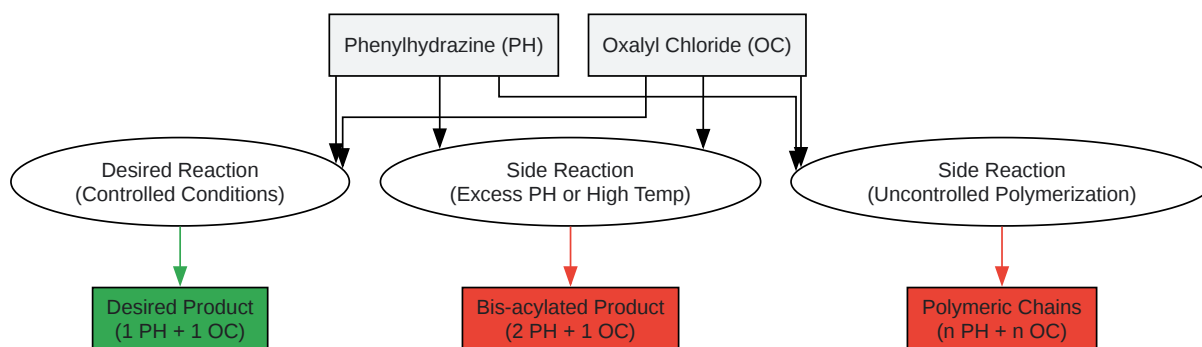 Phenylhydrazine (PH)
Oxalyl Chloride (OC)
Desired Reaction
(Controlled Conditions)
Side Reaction
(Excess PH or High Temp)
Side Reaction
(Uncontrolled Polymerization)
Desired Product
(1 PH + 1 OC)
Bis-acylated Product
(2 PH + 1 OC)
Polymeric Chains
(n PH + n OC)